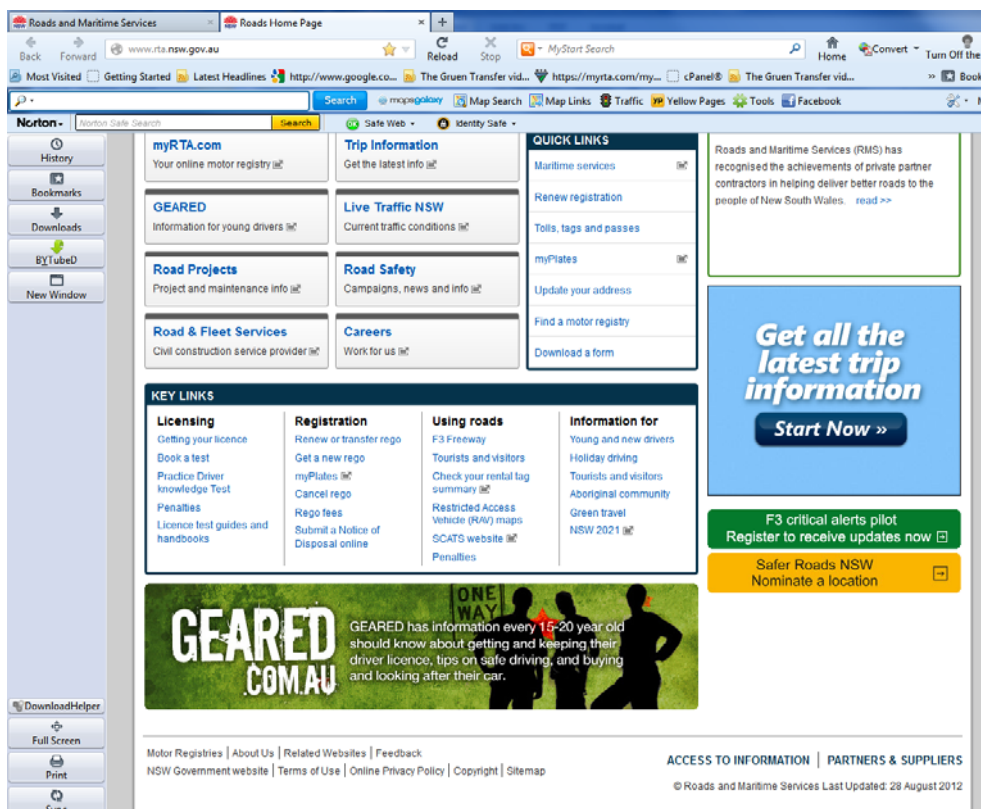 Roads and Maritime Services
Roads Home Page
Back
Forward
www.rta.nsw.gov.au
Reload
Stop
MyStart Search
Home
Convert
Turn Off the
Most Visited
Getting Started
Latest Headlines
http://www.google.co...
The Gruen Transfer vid...
https://myrta.com/my...
cPanel®
The Gruen Transfer vid...
» Book
Search
mapsgalaxy
Map Search
Map Links
Traffic
Yellow Pages
Tools
Facebook
Norton
Norton Safe Search
Search
Safe Web
Identity Safe
History
Bookmarks
Downloads
BYTubeD
New Window
DownloadHelper
Full Screen
Print
Sync
myRTA.com
Your online motor registry
Trip Information
Get the latest info
GEARED
Information for young drivers
Live Traffic NSW
Current traffic conditions
Road Projects
Project and maintenance info
Road Safety
Campaigns, news and info
Road & Fleet Services
Civil construction service provider
Careers
Work for us
QUICK LINKS
Maritime services
Renew registration
Tolls, tags and passes
myPlates
Update your address
Find a motor registry
Download a form
Roads and Maritime Services (RMS) has
recognised the achievements of private partner
contractors in helping deliver better roads to the
people of New South Wales. read >>
Get all the
latest trip
information
Start Now »
F3 critical alerts pilot
Register to receive updates now
Safer Roads NSW
Nominate a location
KEY LINKS
Licensing
Getting your licence
Book a test
Practice Driver
knowledge Test
Penalties
Licence test guides and
handbooks
Registration
Renew or transfer rego
Get a new rego
myPlates
Cancel rego
Rego fees
Submit a Notice of
Disposal online
Using roads
F3 Freeway
Tourists and visitors
Check your rental tag
summary
Restricted Access
Vehicle (RAV) maps
SCATS website
Penalties
Information for
Young and new drivers
Holiday driving
Tourists and visitors
Aboriginal community
Green travel
NSW 2021
ONE
WAY
GEARED
.COM.AU
GEARED has information every 15-20 year old
should know about getting and keeping their
driver licence, tips on safe driving, and buying
and looking after their car.
Motor Registries | About Us | Related Websites | Feedback
NSW Government website | Terms of Use | Online Privacy Policy | Copyright | Sitemap
ACCESS TO INFORMATION | PARTNERS & SUPPLIERS
© Roads and Maritime Services Last Updated: 28 August 2012